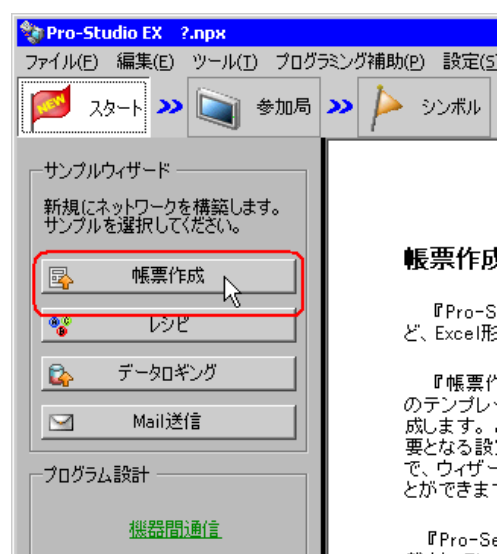 Pro-Studio EX ?.npx
ファイル(F) 編集(E) ツール(T) プログラミング補助(P) 設定(S
NEW スタート 参加局 シンボル
サンプルウィザード
新規にネットワークを構築します。
サンプルを選択してください。
帳票作成
レシピ
データロギング
Mail送信
プログラム設計
機器間通信
帳票作成
『Pro-S
ど、Excel形
『帳票作
のテンプレ
成します。
要となる設定
で、ウィザー
とができま
『Pro-Se